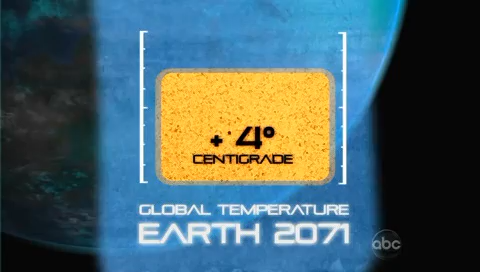 + 4°
CENTIGRADE
GLOBAL TEMPERATURE
EARTH 2071
abc